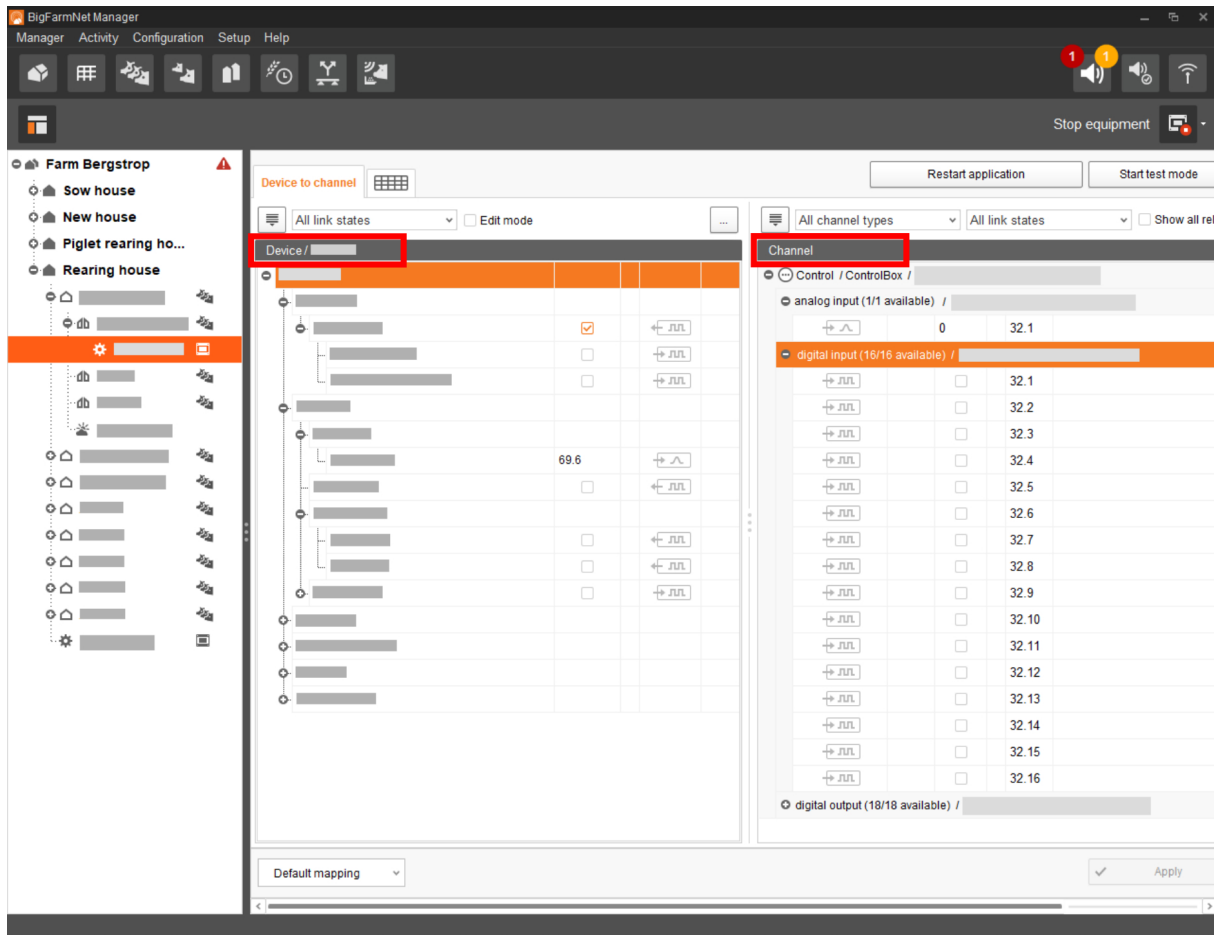 BigFarmNet Manager
Manager Activity Configuration Setup Help
1 1
Stop equipment
Farm Bergstrop
Sow house
New house
Piglet rearing ho...
Rearing house
Device to channel
Restart application Start test mode
All link states Edit mode ...
Device /
69.6
All channel types All link states Show all rel
Channel
Control / ControlBox /
analog input (1/1 available) /
0 32.1
digital input (16/16 available) /
32.1
32.2
32.3
32.4
32.5
32.6
32.7
32.8
32.9
32.10
32.11
32.12
32.13
32.14
32.15
32.16
digital output (18/18 available) /
Default mapping Apply